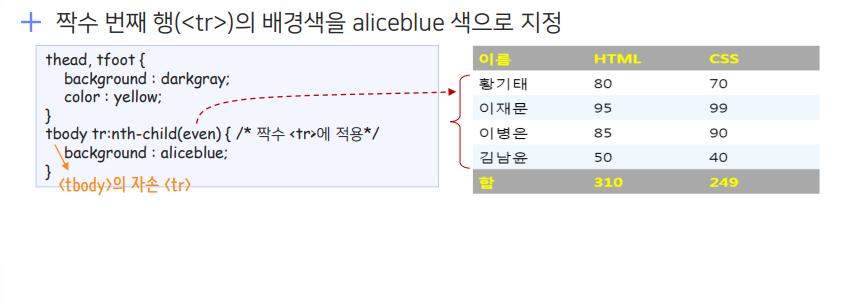 + 짝수 번째 행(<tr>)의 배경색을 aliceblue 색으로 지정
thead, tfoot {
background : darkgray;
color : yellow;
}
tbody tr:nth-child(even) { /* 짝수 <tr>에 적용*/
background : aliceblue;
}
<tbody>의 자손 <tr>
이름 HTML CSS
황기태 80 70
이재문 95 99
이병은 85 90
김남윤 50 40
합 310 249